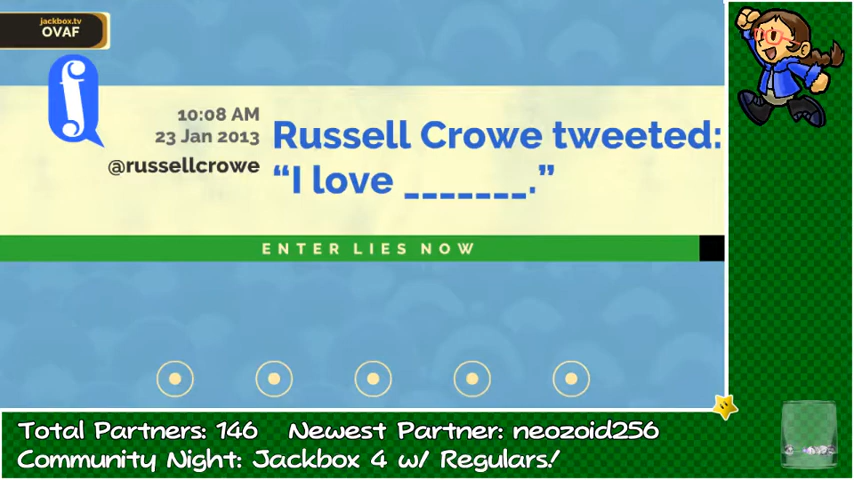 jackbox.tv
OVAF
f
10:08 AM
23 Jan 2013
@russellcrowe
Russell Crowe tweeted:
“I love _______.”
ENTER LIES NOW
Total Partners: 146 Newest Partner: neozoid256
Community Night: Jackbox 4 w/ Regulars!